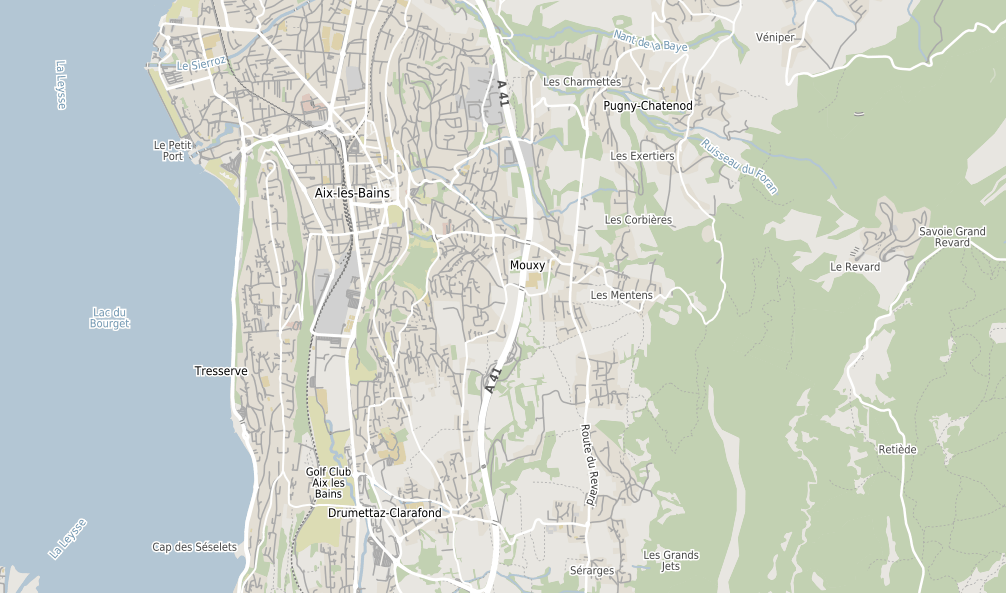 Véniper
Nant de la Baye
Le Sierroz
La Leysse
Les Charmettes
A 41
Pugny-Chatenod
Le Petit
Port
Les Exertiers
Ruisseau du Foran
Aix-les-Bains
Les Corbières
Savoie Grand
Revard
Mouxy
Le Revard
Les Mentens
Lac du
Bourget
Tresserve
A 41
Route du Revard
Retiède
Golf Club
Aix les
Bains
Drumettaz-Clarafond
La Leysse
Cap des Séselets
Les Grands
Jets
Sérarges